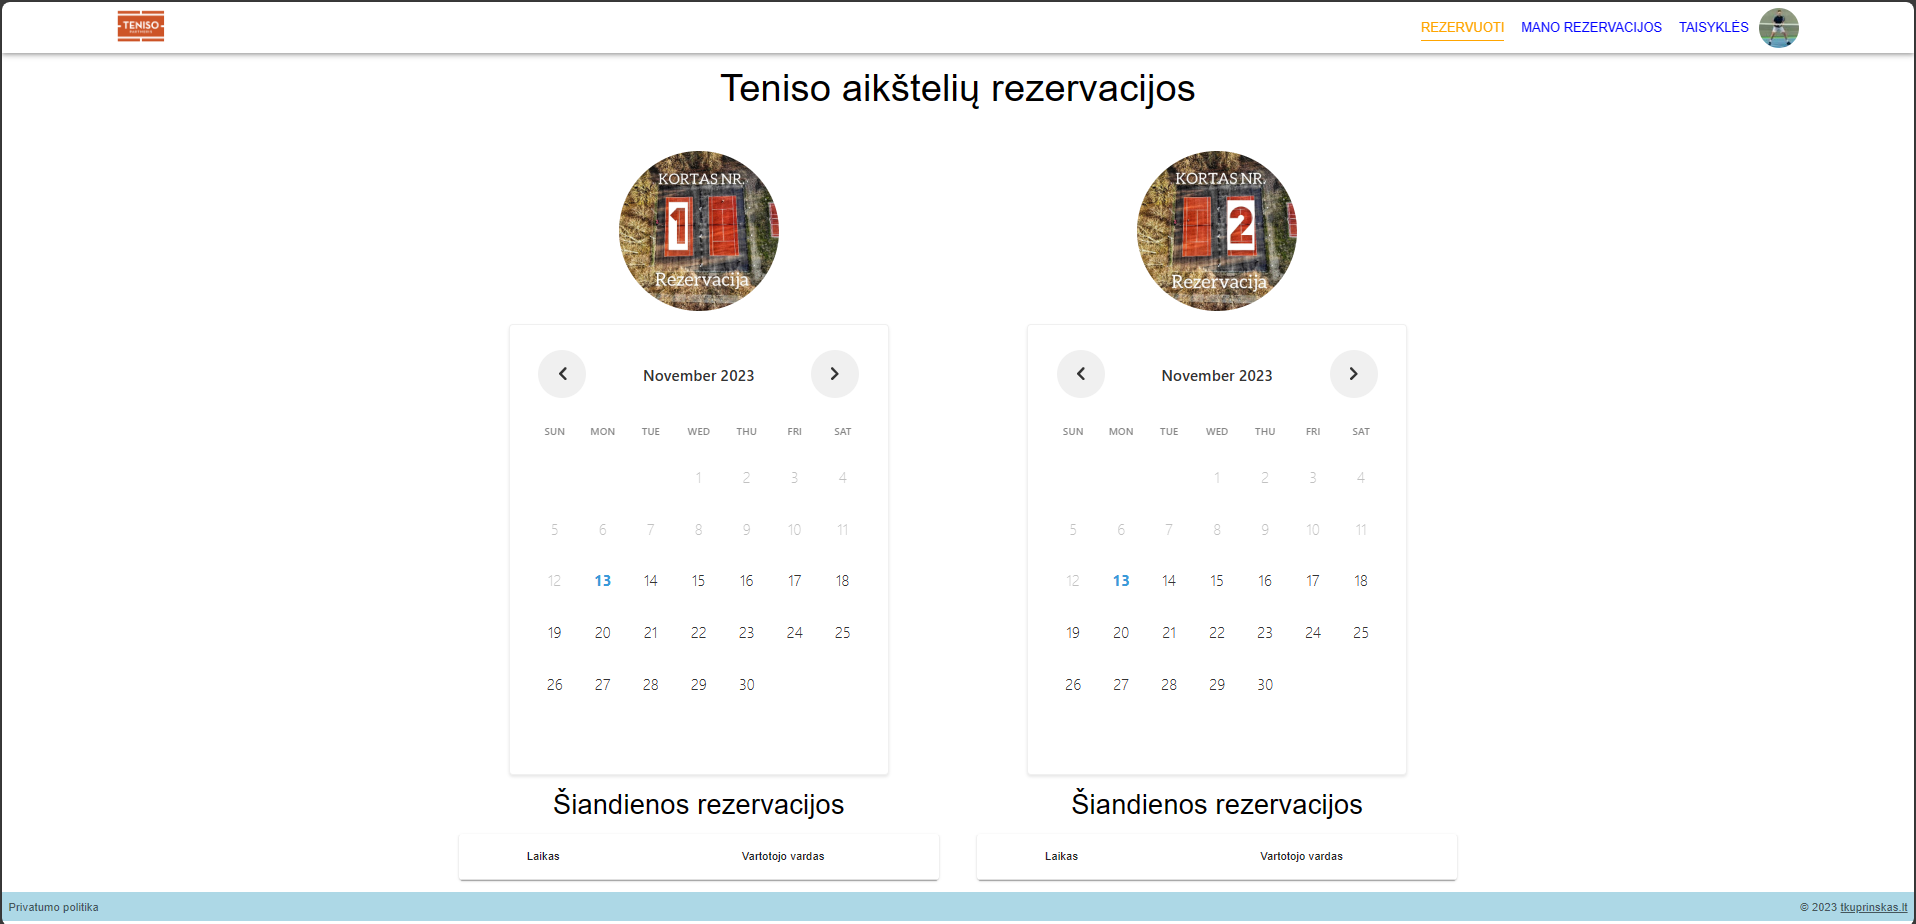 TENISO
REZERVUOTI MANO REZERVACIJOS TAISYKLĖS
Teniso aikštelių rezervacijos
KORTAS NR.
1
Rezervacija
November 2023
SUN MON TUE WED THU FRI SAT
1 2 3 4
5 6 7 8 9 10 11
12 13 14 15 16 17 18
19 20 21 22 23 24 25
26 27 28 29 30
Šiandienos rezervacijos
Laikas Vartotojo vardas
KORTAS NR.
2
Rezervacija
November 2023
SUN MON TUE WED THU FRI SAT
1 2 3 4
5 6 7 8 9 10 11
12 13 14 15 16 17 18
19 20 21 22 23 24 25
26 27 28 29 30
Šiandienos rezervacijos
Laikas Vartotojo vardas
Privatumo politika
© 2023 tkuprinskas.lt